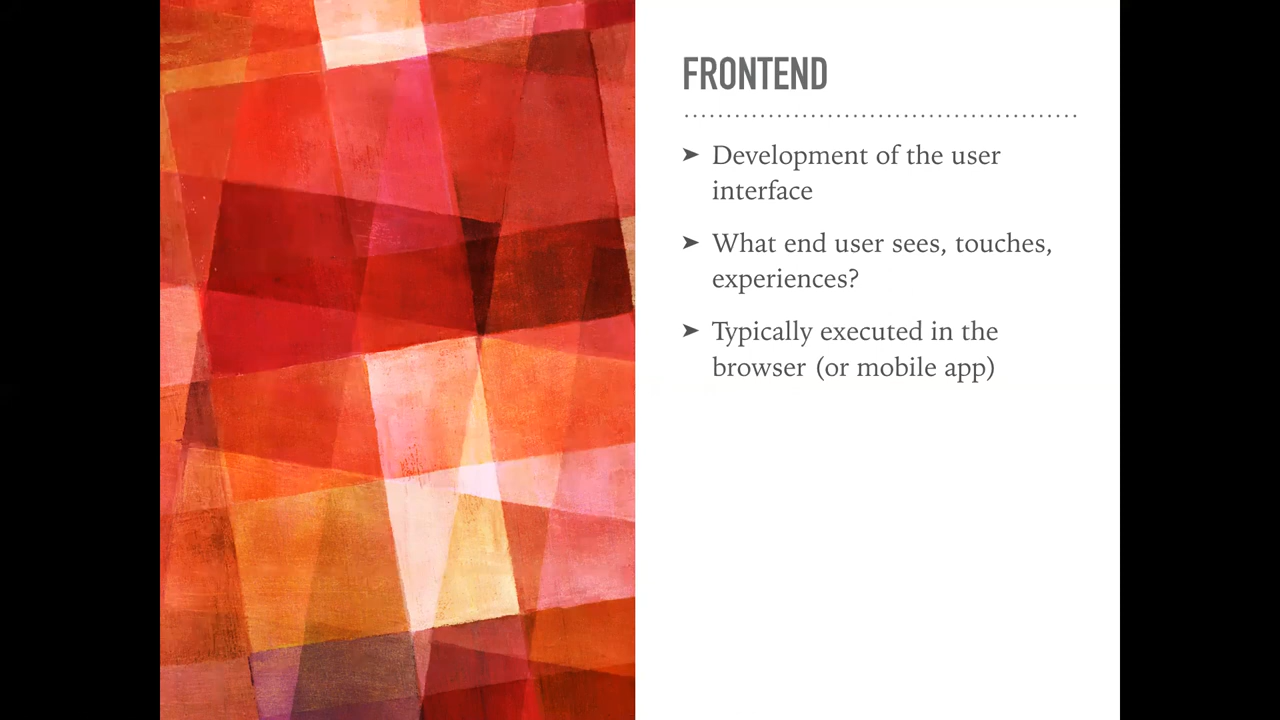 FRONTEND
➤ Development of the user
interface
➤ What end user sees, touches,
experiences?
➤ Typically executed in the
browser (or mobile app)